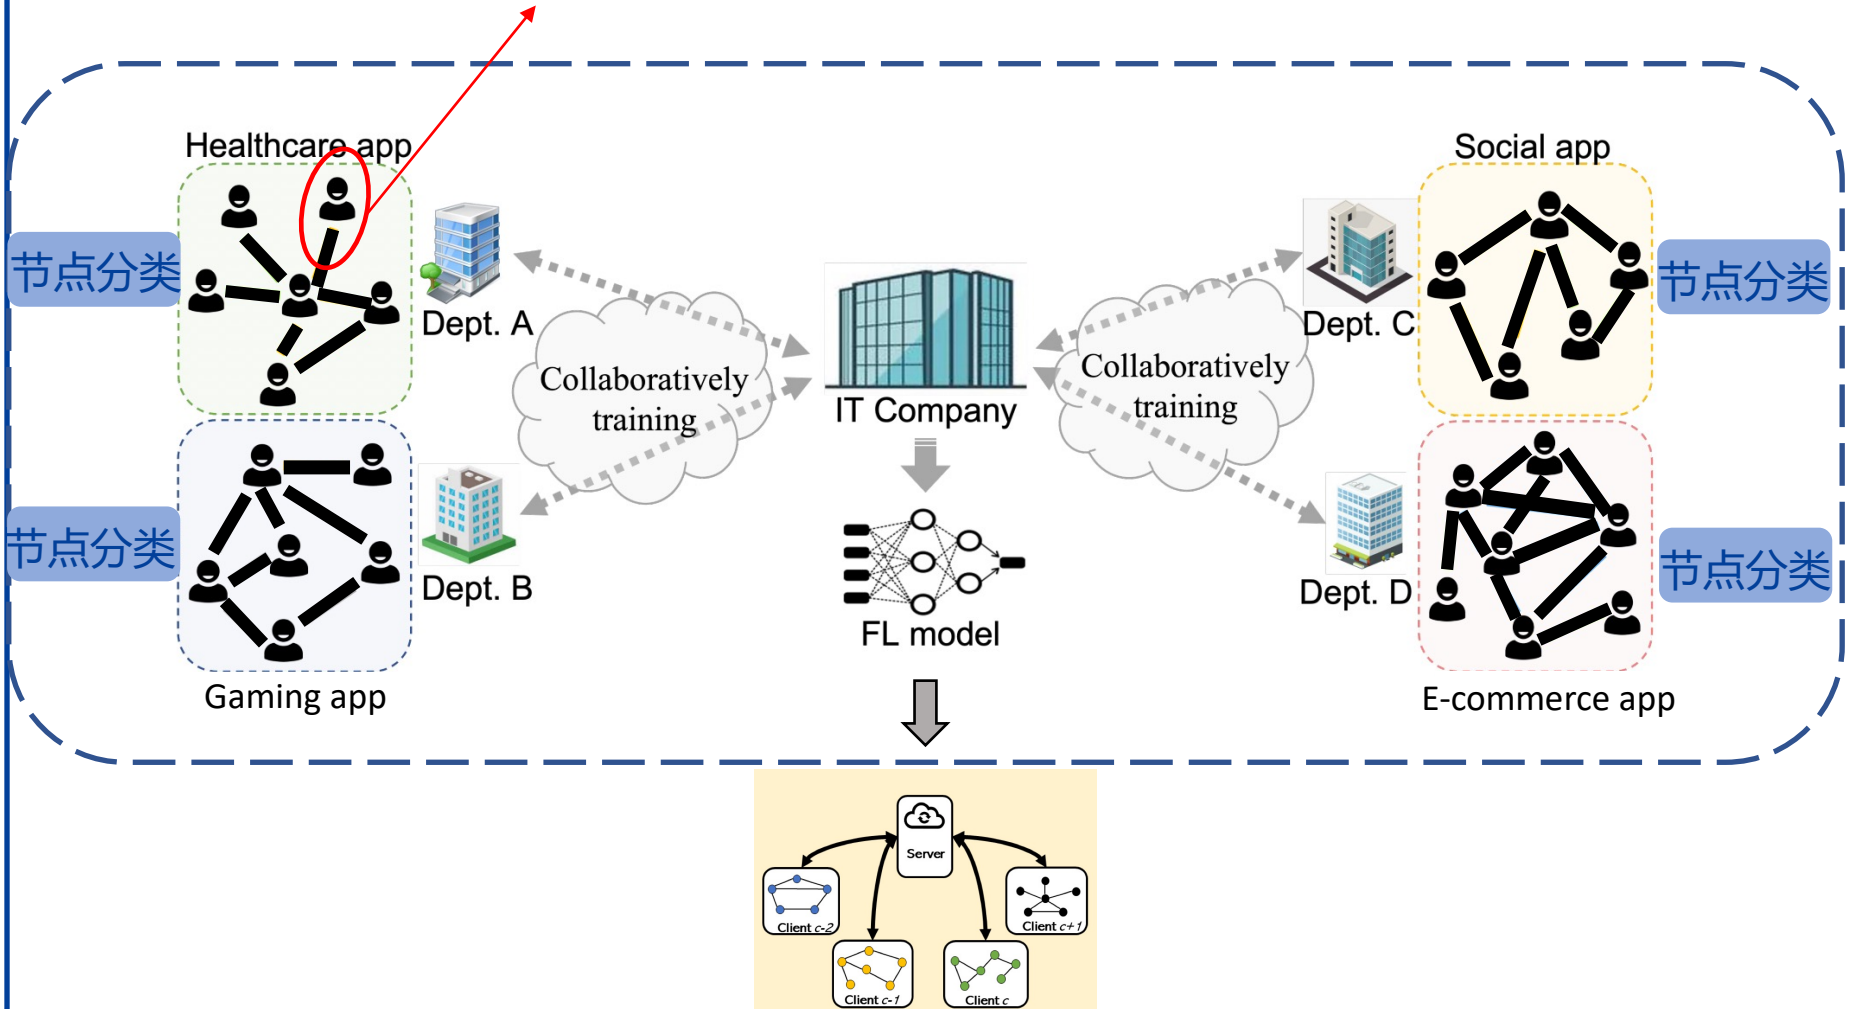 Healthcare app
Social app
节点分类
节点分类
Dept. A
Dept. C
Collaboratively
training
IT Company
Collaboratively
training
节点分类
节点分类
Dept. B
Dept. D
FL model
Gaming app
E-commerce app
Server
Client c-2
Client c+1
Client c-1
Client c